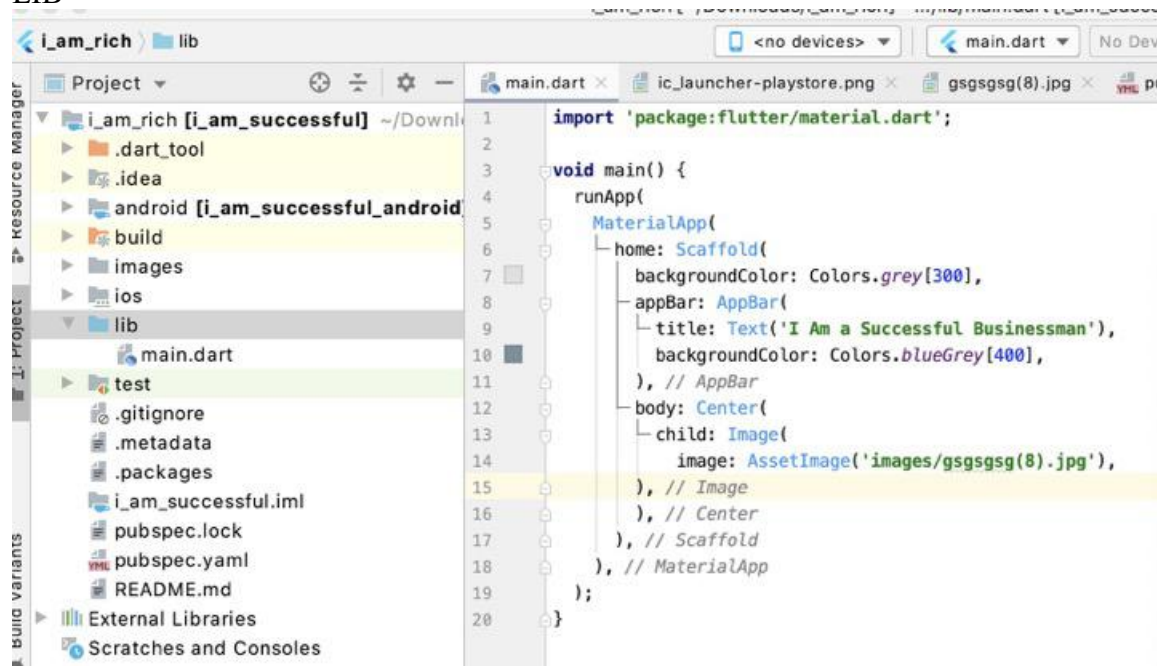 LIB
i_am_rich lib
<no devices> main.dart No Dev
Project
main.dart ic_launcher-playstore.png gsgsgsg(8).jpg
Resource Manager
1: Project
Build Variants
i_am_rich [i_am_successful] ~/Downl
.dart_tool
.idea
android [i_am_successful_android]
build
images
ios
lib
main.dart
test
.gitignore
.metadata
.packages
i_am_successful.iml
pubspec.lock
pubspec.yaml
README.md
External Libraries
Scratches and Consoles
1 import 'package:flutter/material.dart';
2
3 void main() {
4 runApp(
5 MaterialApp(
6 home: Scaffold(
7 backgroundColor: Colors.grey[300],
8 appBar: AppBar(
9 title: Text('I Am a Successful Businessman'),
10 backgroundColor: Colors.blueGrey[400],
11 ), // AppBar
12 body: Center(
13 child: Image(
14 image: AssetImage('images/gsgsgsg(8).jpg'),
15 ), // Image
16 ), // Center
17 ), // Scaffold
18 ), // MaterialApp
19 );
20 }